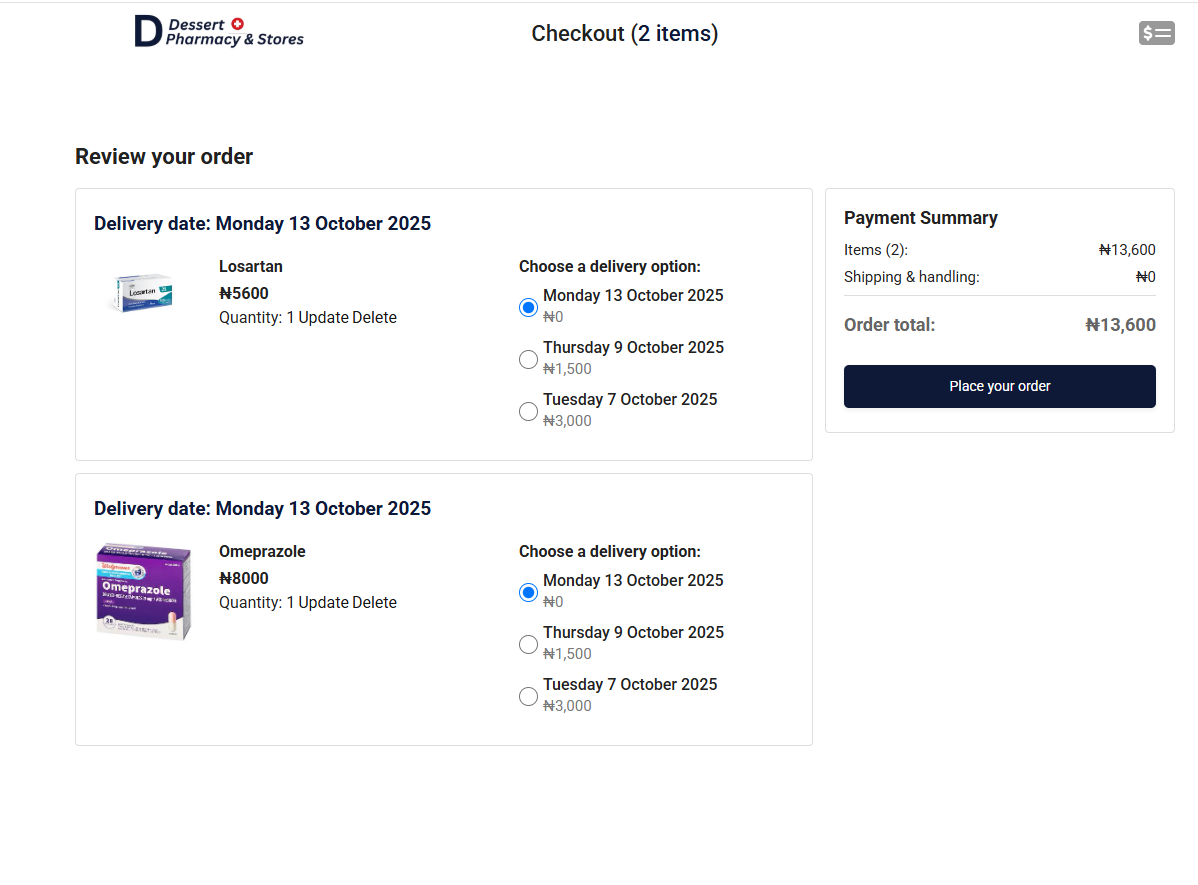 D Dessert
Pharmacy & Stores
Checkout (2 items)
$
Review your order
Delivery date: Monday 13 October 2025
Losartan
Losartan
₦5600
Quantity: 1 Update Delete
Choose a delivery option:
Monday 13 October 2025
₦0
Thursday 9 October 2025
₦1,500
Tuesday 7 October 2025
₦3,000
Payment Summary
Items (2): ₦13,600
Shipping & handling: ₦0
Order total: ₦13,600
Place your order
Delivery date: Monday 13 October 2025
Omeprazole
Walgreens
Omeprazole
28
Omeprazole
₦8000
Quantity: 1 Update Delete
Choose a delivery option:
Monday 13 October 2025
₦0
Thursday 9 October 2025
₦1,500
Tuesday 7 October 2025
₦3,000